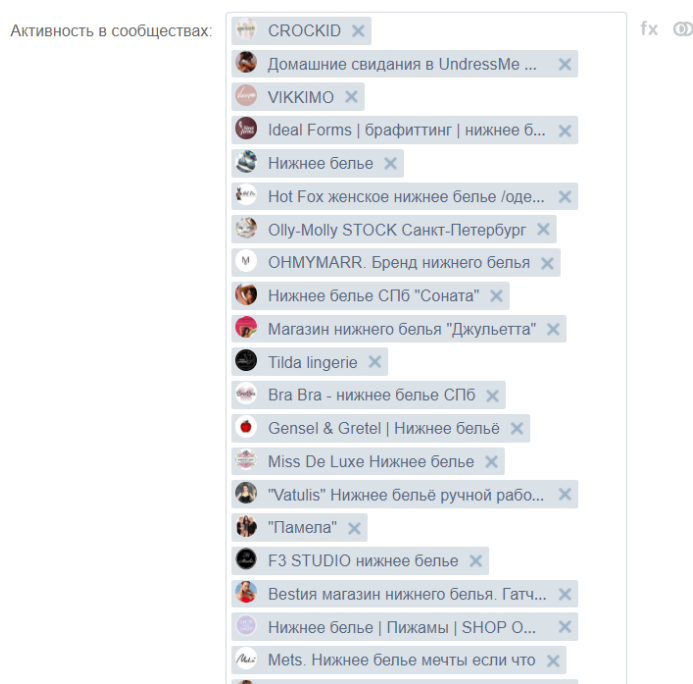 Активность в сообществах:
CROCKID
fx
Домашние свидания в UndressMe ...
VIKKIMO
Ideal Forms | брафиттинг | нижнее б...
Нижнее белье
Hot Fox женское нижнее белье /оде...
Olly-Molly STOCK Санкт-Петербург
OHMYMARR. Бренд нижнего белья
Нижнее белье СПб "Соната"
Магазин нижнего белья "Джульетта"
Tilda lingerie
Bra Bra - нижнее белье СПб
Gensel & Gretel | Нижнее бельё
Miss De Luxe Нижнее белье
"Vatulis" Нижнее бельё ручной рабо...
"Памела"
F3 STUDIO нижнее белье
Bestия магазин нижнего белья. Гатч...
Нижнее белье | Пижамы | SHOP O...
Mets. Нижнее белье мечты если что